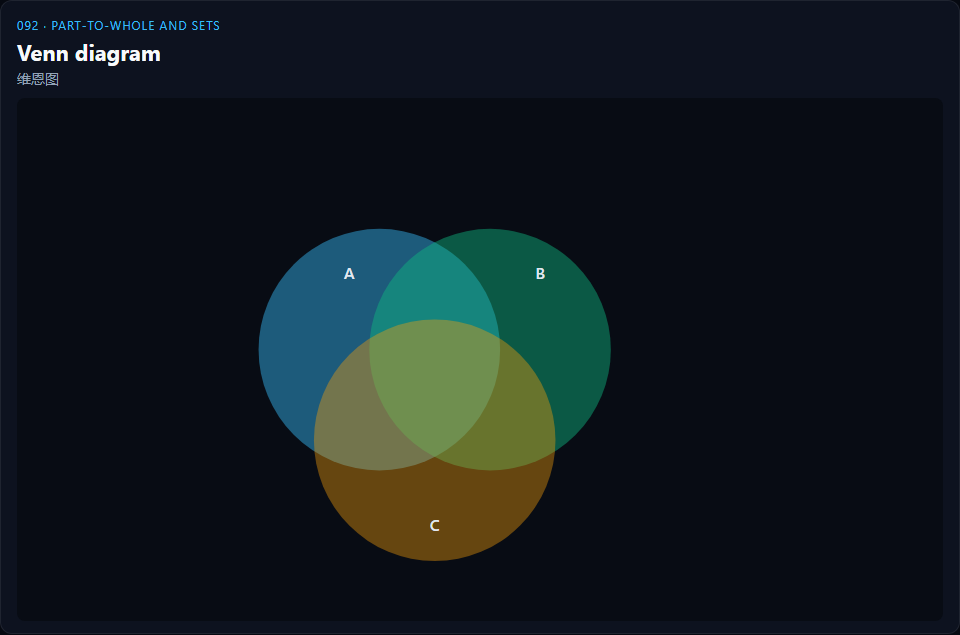 092 · PART-TO-WHOLE AND SETS
Venn diagram
维恩图
A
B
C